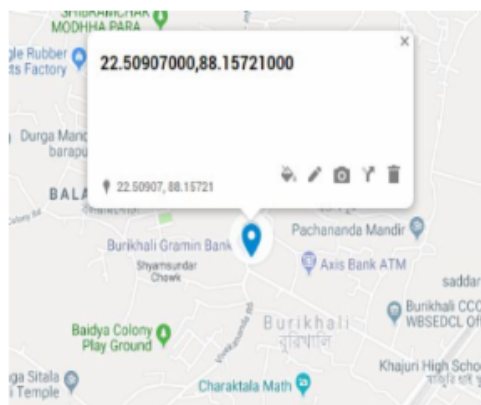 MODHHA PARA
gle Rubber
ts Factory
22.50907000,88.15721000
Durga Mand
barapu
22.50907, 88.15721
BALA
Burikhali Gramin Bank
Pachananda Mandir
Shyamsundar
Chowk
Axis Bank ATM
saddar
Baidya Colony
Play Ground
Burikhali
Burikhali CCC
WBSEDCL Of
Khajuri High Schoo
ga Sitala
i Temple
Charaktala Math